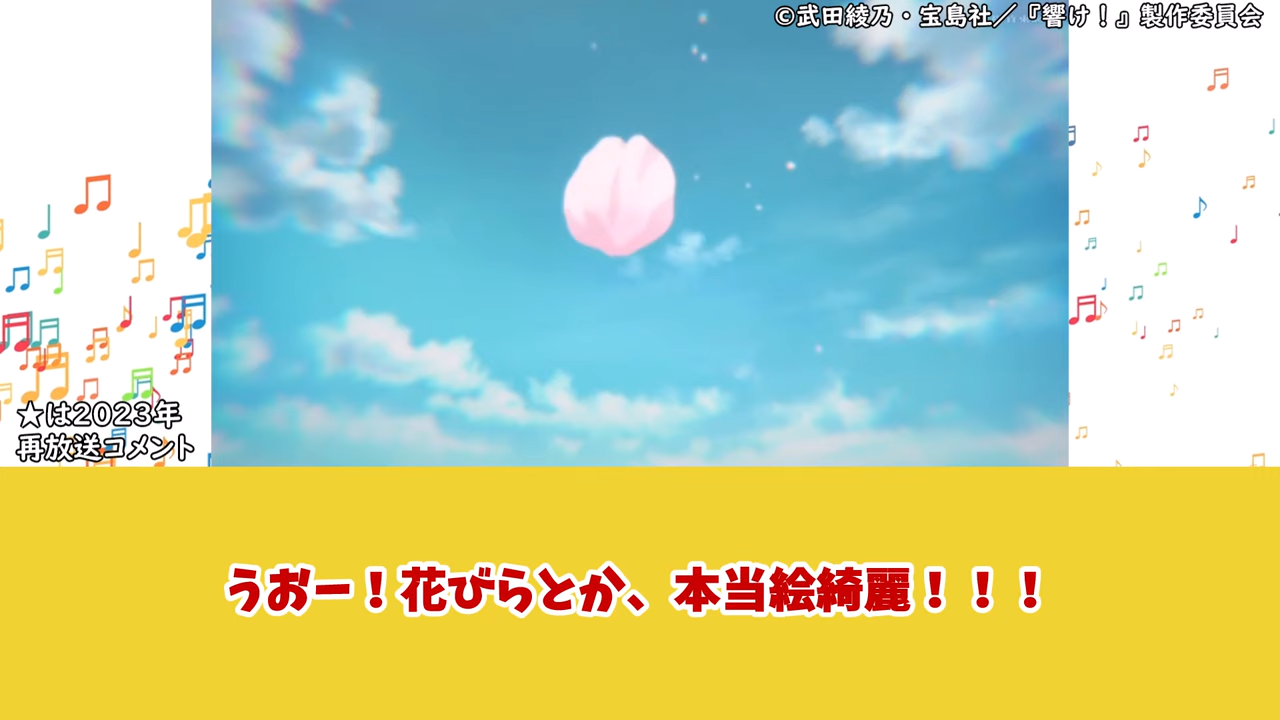 ©武田綾乃・宝島社／『響け！』製作委員会
★は2023年
再放送コメント
うおー！花びらとか、本当絵綺麗！！！